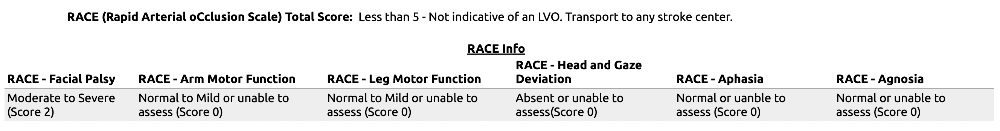 RACE (Rapid Arterial oCclusion Scale) Total Score: Less than 5 - Not indicative of an LVO. Transport to any stroke center.
RACE Info
RACE - Facial Palsy
RACE - Arm Motor Function
RACE - Leg Motor Function
RACE - Head and Gaze
Deviation
RACE - Aphasia
RACE - Agnosia
Moderate to Severe
(Score 2)
Normal to Mild or unable to
assess (Score 0)
Normal to Mild or unable to
assess (Score 0)
Absent or unable to
assess(Score 0)
Normal or uanble to
assess (Score 0)
Normal or unable to
assess (Score 0)